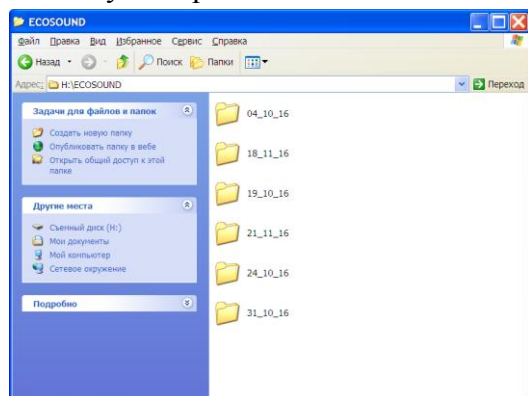 ECOSOUND
Файл Правка Вид Избранное Сервис Справка
Назад Поиск Папки
Адрес: H:\ECOSOUND Переход
Задачи для файлов и папок
Создать новую папку
Опубликовать папку в вебе
Открыть общий доступ к этой
папке
Другие места
Съемный диск (H:)
Мои документы
Мой компьютер
Сетевое окружение
Подробно
04_10_16
18_11_16
19_10_16
21_11_16
24_10_16
31_10_16